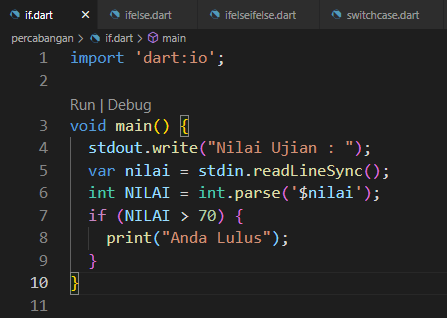 if.dart × ifelse.dart ifelseifelse.dart switchcase.dart
percabangan > if.dart > main
1 import 'dart:io';
2
Run | Debug
3 void main() {
4 stdout.write("Nilai Ujian : ");
5 var nilai = stdin.readLineSync();
6 int NILAI = int.parse('$nilai');
7 if (NILAI > 70) {
8 print("Anda Lulus");
9 }
10 }
11